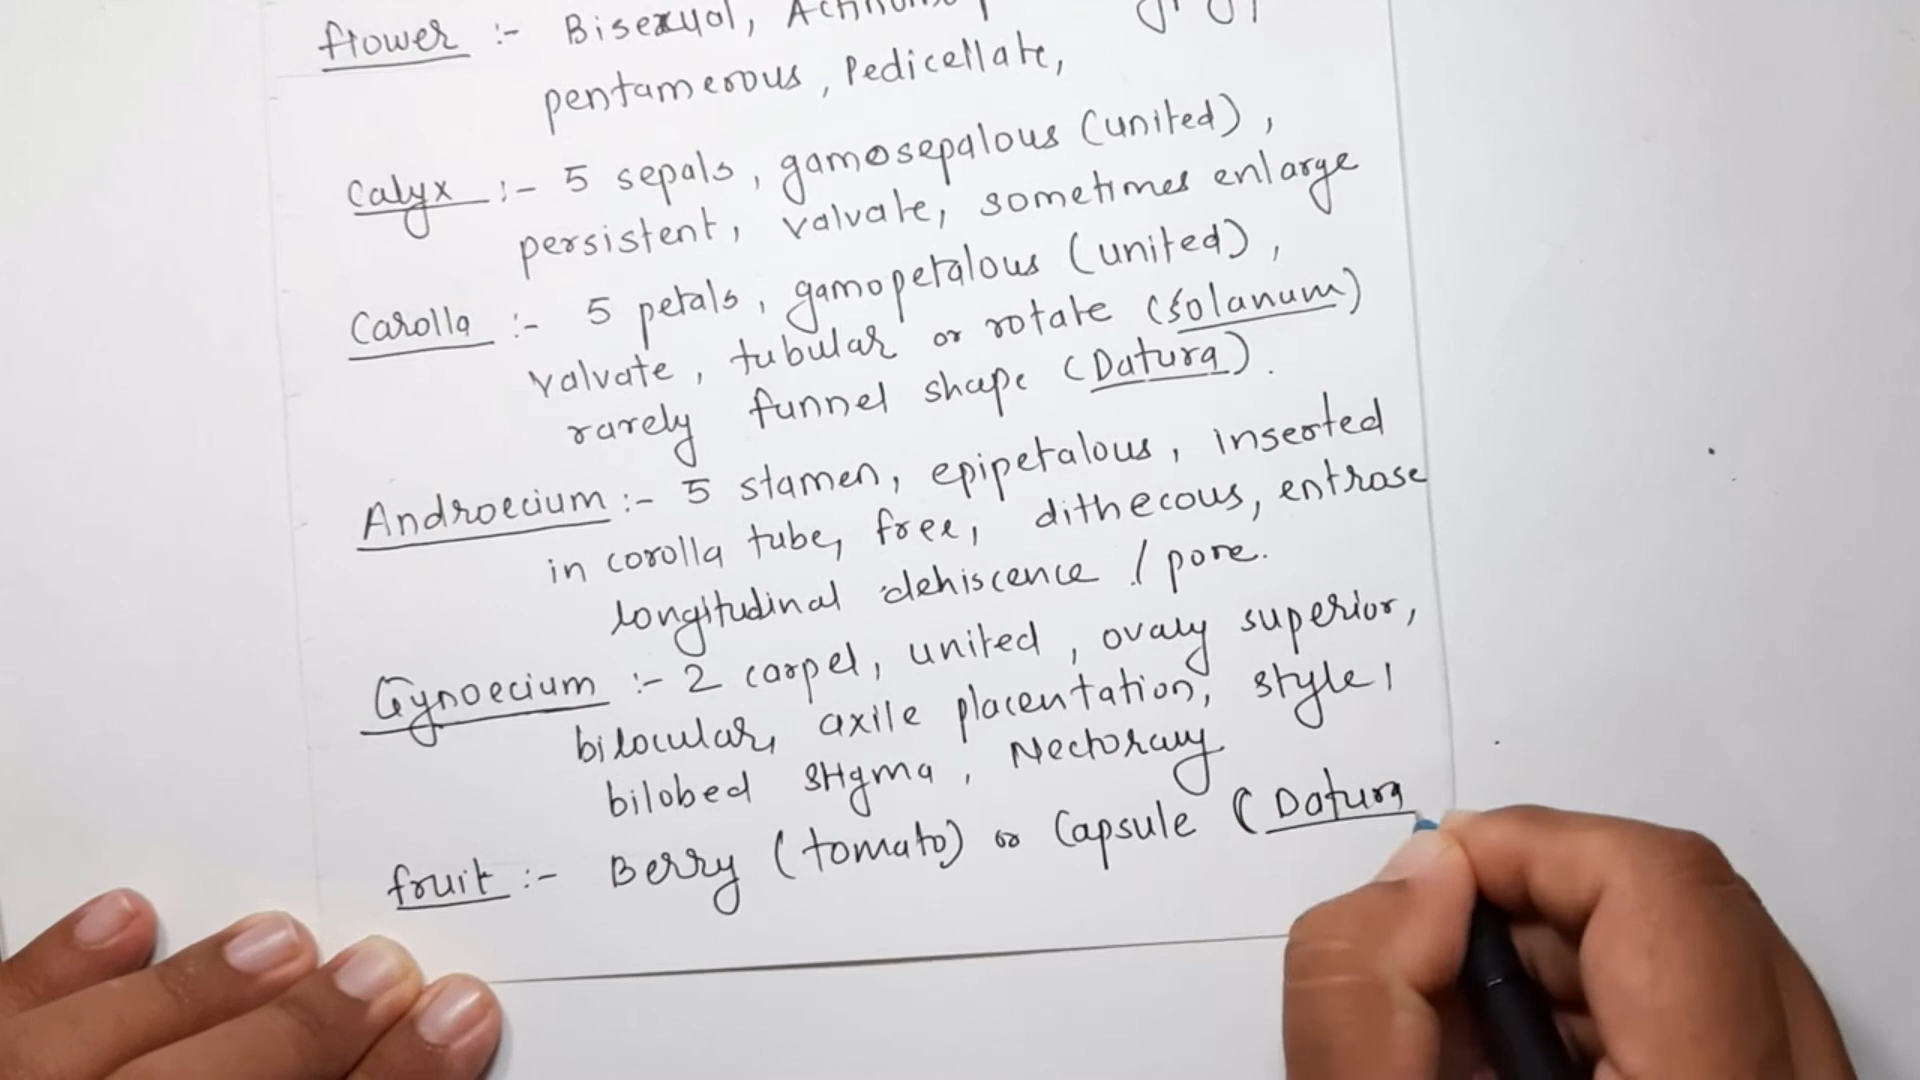 flower :- Bisexual,
pentamerous, Pedicellate,
Calyx :- 5 sepals, gamosepalous (united),
persistent, valvate, sometimes enlarge
Carolla :- 5 petals, gamopetalous (united),
valvate, tubular or rotate (Solanum)
rarely funnel shape (Datura).
Androecium :- 5 stamen, epipetalous, inserted
in corolla tube, free, dithecous, entrose
longitudinal dehiscence / pore.
Gynoecium :- 2 carpel, united, ovary superior,
bilocular, axile placentation, style,
bilobed stigma, Nectorary
fruit :- Berry (tomato) or Capsule (Datura